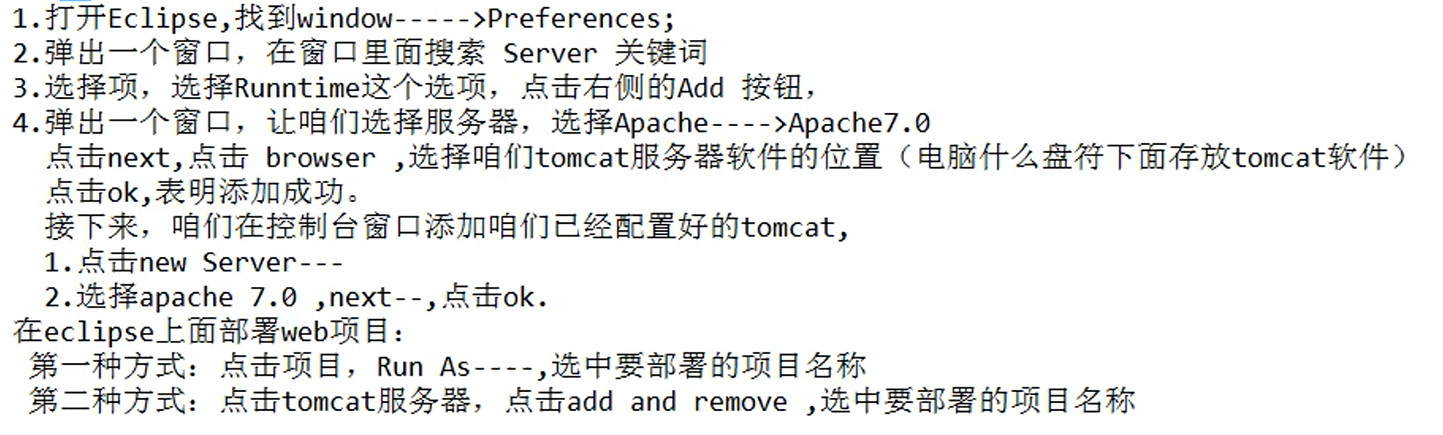 1.打开Eclipse,找到window----->Preferences;
2.弹出一个窗口，在窗口里面搜索 Server 关键词
3.选择项，选择Runntime这个选项，点击右侧的Add 按钮，
4.弹出一个窗口，让咱们选择服务器，选择Apache---->Apache7.0
点击next,点击 browser ,选择咱们tomcat服务器软件的位置（电脑什么盘符下面存放tomcat软件）
点击ok,表明添加成功。
接下来，咱们在控制台窗口添加咱们已经配置好的tomcat,
1.点击new Server---
2.选择apache 7.0 ,next--,点击ok.
在eclipse上面部署web项目：
第一种方式：点击项目，Run As----,选中要部署的项目名称
第二种方式：点击tomcat服务器，点击add and remove ,选中要部署的项目名称